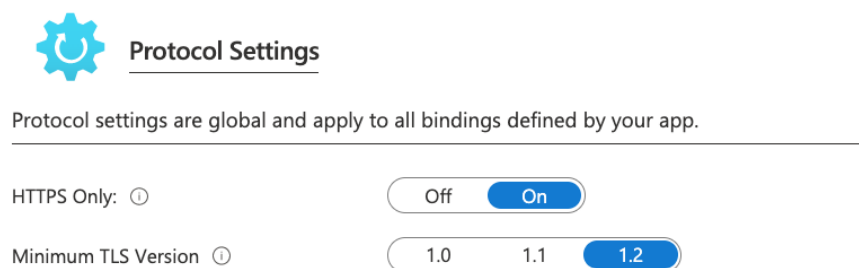 Protocol Settings
Protocol settings are global and apply to all bindings defined by your app.
HTTPS Only: Off On
Minimum TLS Version 1.0 1.1 1.2